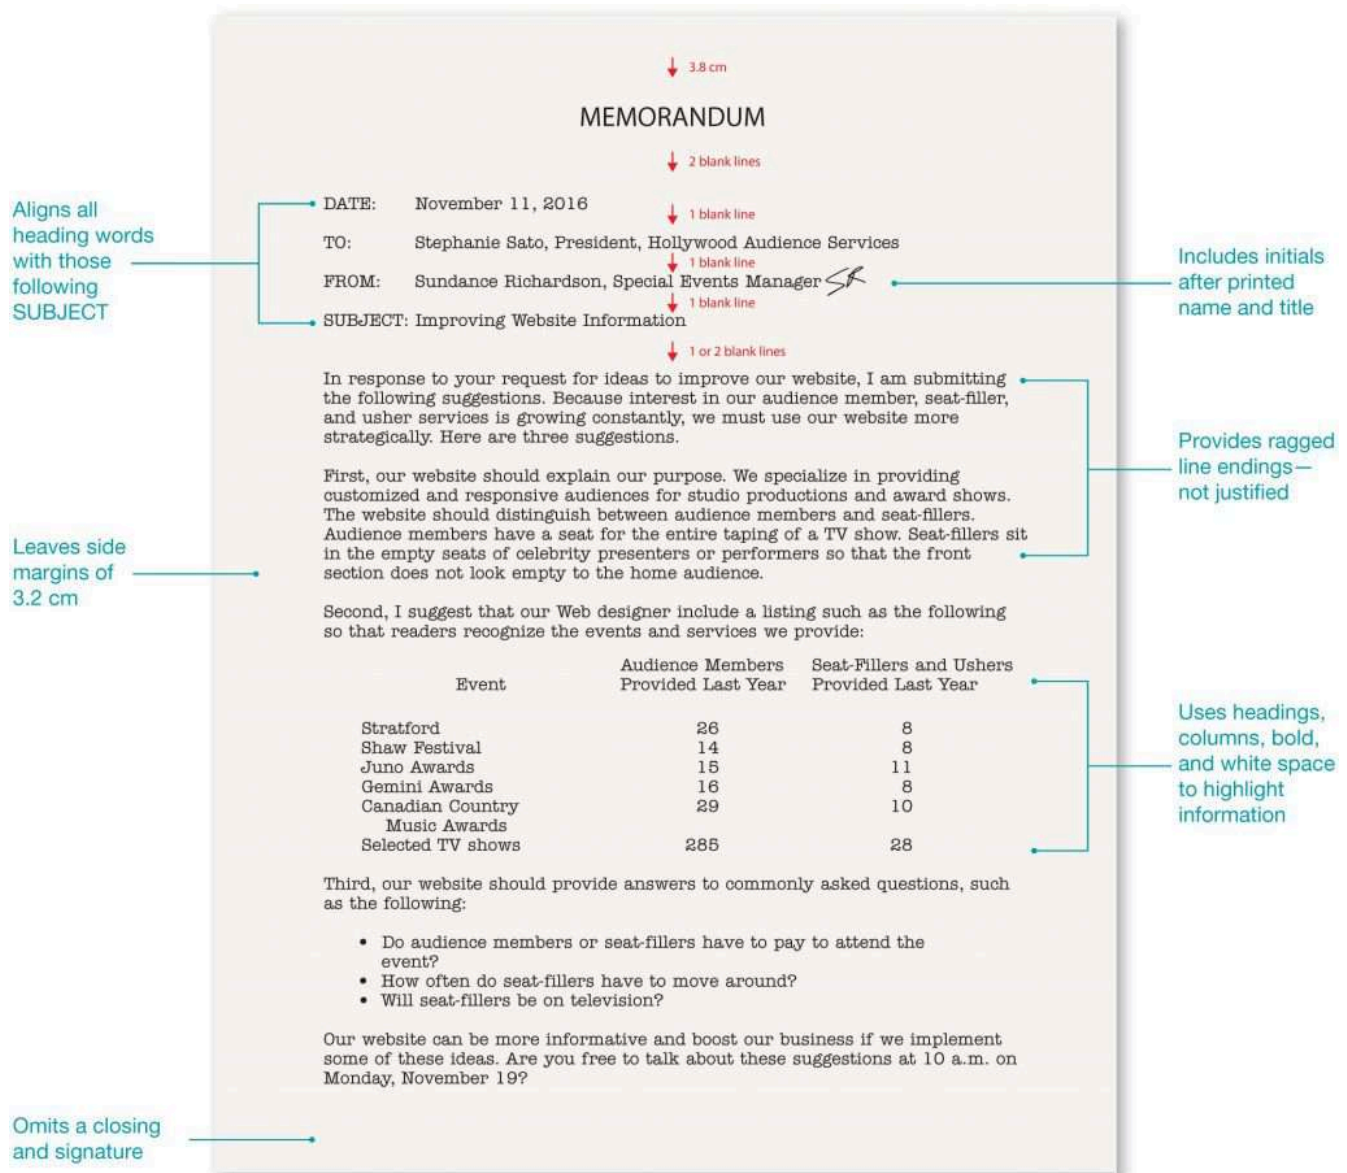 3.8 cm
MEMORANDUM
2 blank lines
Aligns all
heading words
with those
following
SUBJECT
DATE: November 11, 2016
1 blank line
TO: Stephanie Sato, President, Hollywood Audience Services
1 blank line
FROM: Sundance Richardson, Special Events Manager SR
1 blank line
SUBJECT: Improving Website Information
1 or 2 blank lines
Includes initials
after printed
name and title
In response to your request for ideas to improve our website, I am submitting
the following suggestions. Because interest in our audience member, seat-filler,
and usher services is growing constantly, we must use our website more
strategically. Here are three suggestions.
Provides ragged
line endings—
not justified
First, our website should explain our purpose. We specialize in providing
customized and responsive audiences for studio productions and award shows.
The website should distinguish between audience members and seat-fillers.
Audience members have a seat for the entire taping of a TV show. Seat-fillers sit
in the empty seats of celebrity presenters or performers so that the front
section does not look empty to the home audience.
Leaves side
margins of
3.2 cm
Second, I suggest that our Web designer include a listing such as the following
so that readers recognize the events and services we provide:
Audience Members Seat-Fillers and Ushers
Event Provided Last Year Provided Last Year
Stratford 26 8
Shaw Festival 14 8
Juno Awards 15 11
Gemini Awards 16 8
Canadian Country 29 10
Music Awards
Selected TV shows 285 28
Uses headings,
columns, bold,
and white space
to highlight
information
Third, our website should provide answers to commonly asked questions, such
as the following:
• Do audience members or seat-fillers have to pay to attend the
event?
• How often do seat-fillers have to move around?
• Will seat-fillers be on television?
Our website can be more informative and boost our business if we implement
some of these ideas. Are you free to talk about these suggestions at 10 a.m. on
Monday, November 19?
Omits a closing
and signature